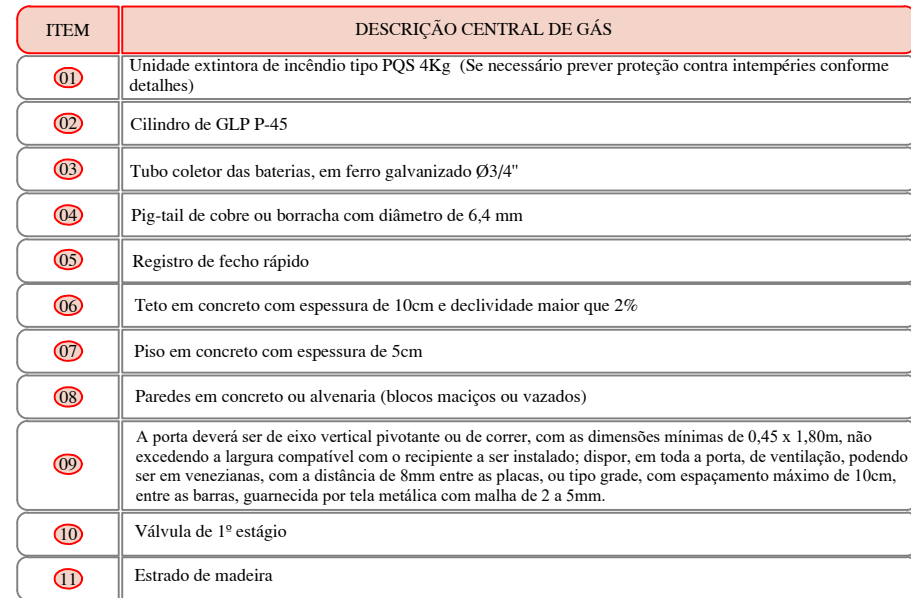 ITEM
DESCRIÇÃO CENTRAL DE GÁS
01
Unidade extintora de incêndio tipo PQS 4Kg (Se necessário prever proteção contra intempéries conforme
detalhes)
02
Cilindro de GLP P-45
03
Tubo coletor das baterias, em ferro galvanizado Ø3/4"
04
Pig-tail de cobre ou borracha com diâmetro de 6,4 mm
05
Registro de fecho rápido
06
Teto em concreto com espessura de 10cm e declividade maior que 2%
07
Piso em concreto com espessura de 5cm
08
Paredes em concreto ou alvenaria (blocos maciços ou vazados)
09
A porta deverá ser de eixo vertical pivotante ou de correr, com as dimensões mínimas de 0,45 x 1,80m, não
excedendo a largura compatível com o recipiente a ser instalado; dispor, em toda a porta, de ventilação, podendo
ser em venezianas, com a distância de 8mm entre as placas, ou tipo grade, com espaçamento máximo de 10cm,
entre as barras, guarnecida por tela metálica com malha de 2 a 5mm.
10
Válvula de 1º estágio
11
Estrado de madeira